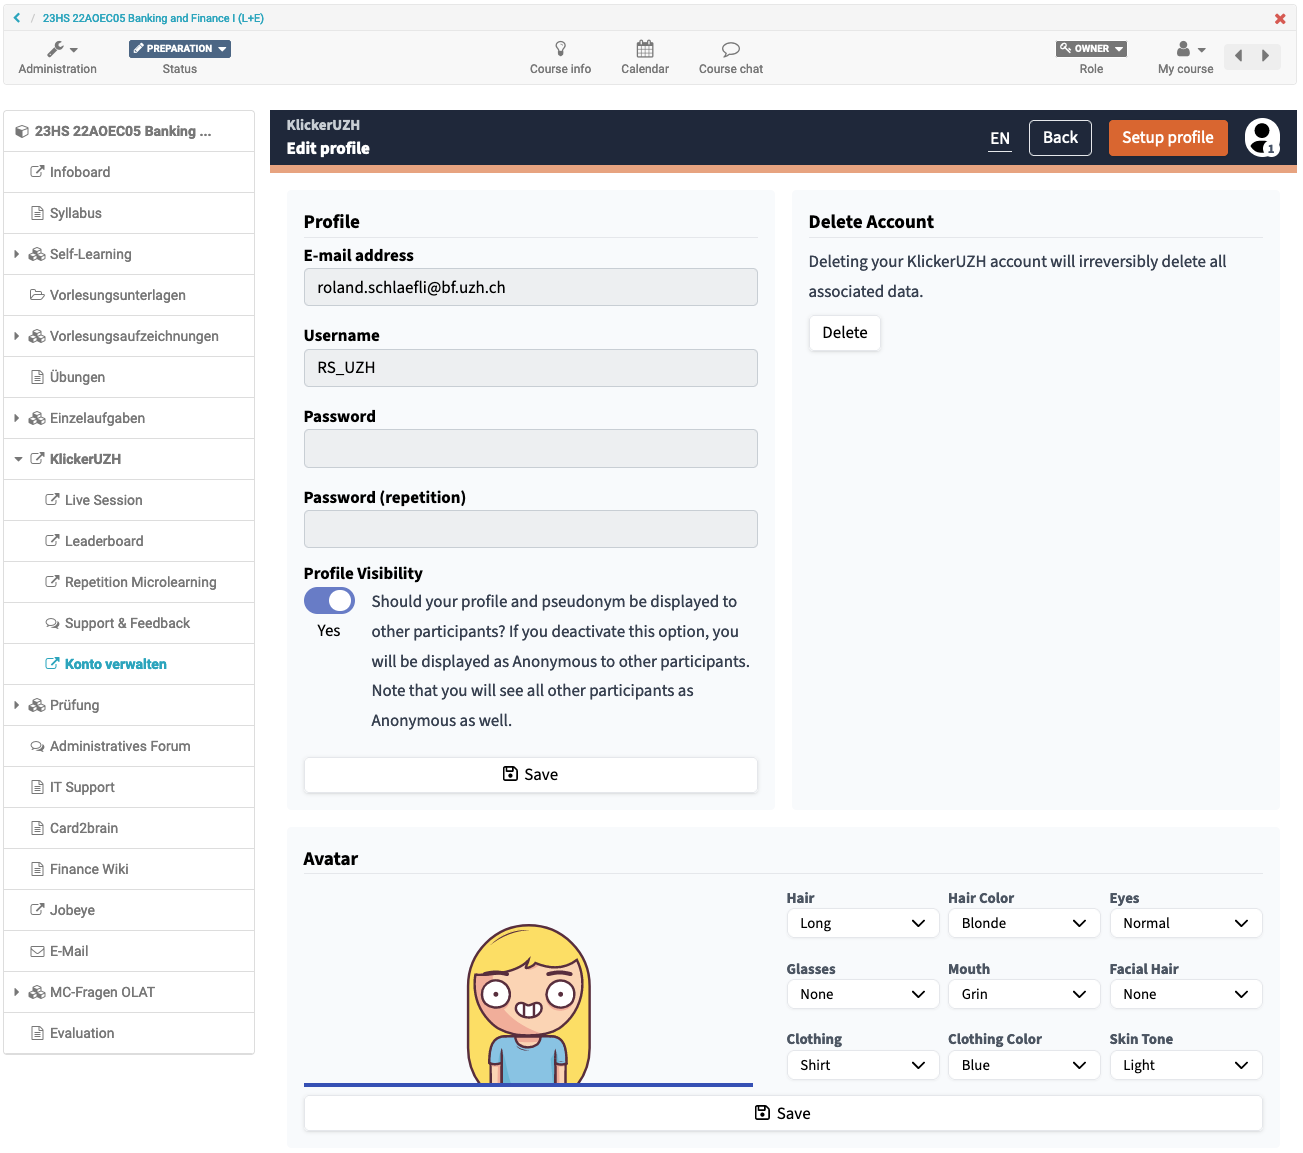 / 23HS 22AOEC05 Banking and Finance I (L+E)
Administration
PREPARATION
Status
Course info
Calendar
Course chat
OWNER
Role
My course
23HS 22AOEC05 Banking ...
Infoboard
Syllabus
Self-Learning
Vorlesungsunterlagen
Vorlesungsaufzeichnungen
Übungen
Einzelaufgaben
KlickerUZH
Live Session
Leaderboard
Repetition Microlearning
Support & Feedback
Konto verwalten
Prüfung
Administratives Forum
IT Support
Card2brain
Finance Wiki
Jobeye
E-Mail
MC-Fragen OLAT
Evaluation
KlickerUZH
Edit profile
EN
Back
Setup profile
1
Profile
E-mail address
roland.schlaefli@bf.uzh.ch
Username
RS_UZH
Password
Password (repetition)
Profile Visibility
Yes
Should your profile and pseudonym be displayed to
other participants? If you deactivate this option, you
will be displayed as Anonymous to other participants.
Note that you will see all other participants as
Anonymous as well.
Save
Delete Account
Deleting your KlickerUZH account will irreversibly delete all
associated data.
Delete
Avatar
Hair
Long
Hair Color
Blonde
Eyes
Normal
Glasses
None
Mouth
Grin
Facial Hair
None
Clothing
Shirt
Clothing Color
Blue
Skin Tone
Light
Save